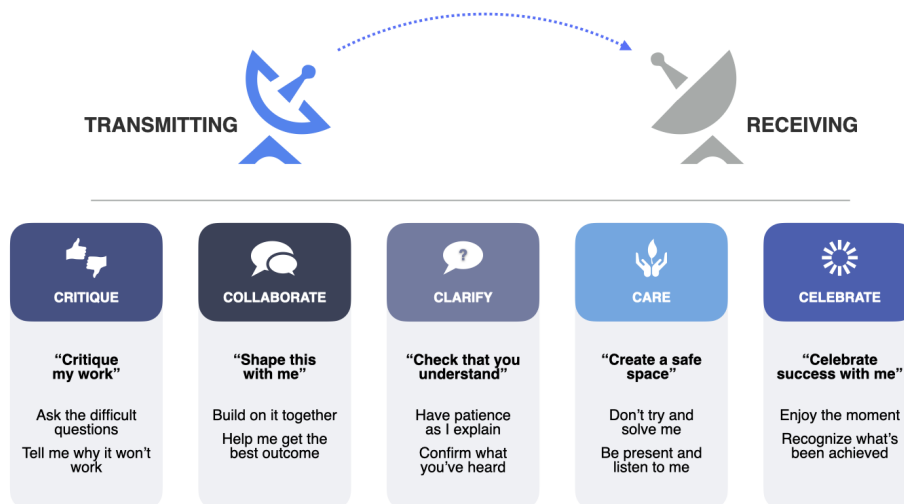 TRANSMITTING
RECEIVING
CRITIQUE
“Critique
my work”
Ask the difficult
questions
Tell me why it won’t
work
COLLABORATE
“Shape this
with me”
Build on it together
Help me get the
best outcome
CLARIFY
?
“Check that you
understand”
Have patience
as I explain
Confirm what
you’ve heard
CARE
“Create a safe
space”
Don’t try and
solve me
Be present and
listen to me
CELEBRATE
“Celebrate
success with me”
Enjoy the moment
Recognize what’s
been achieved